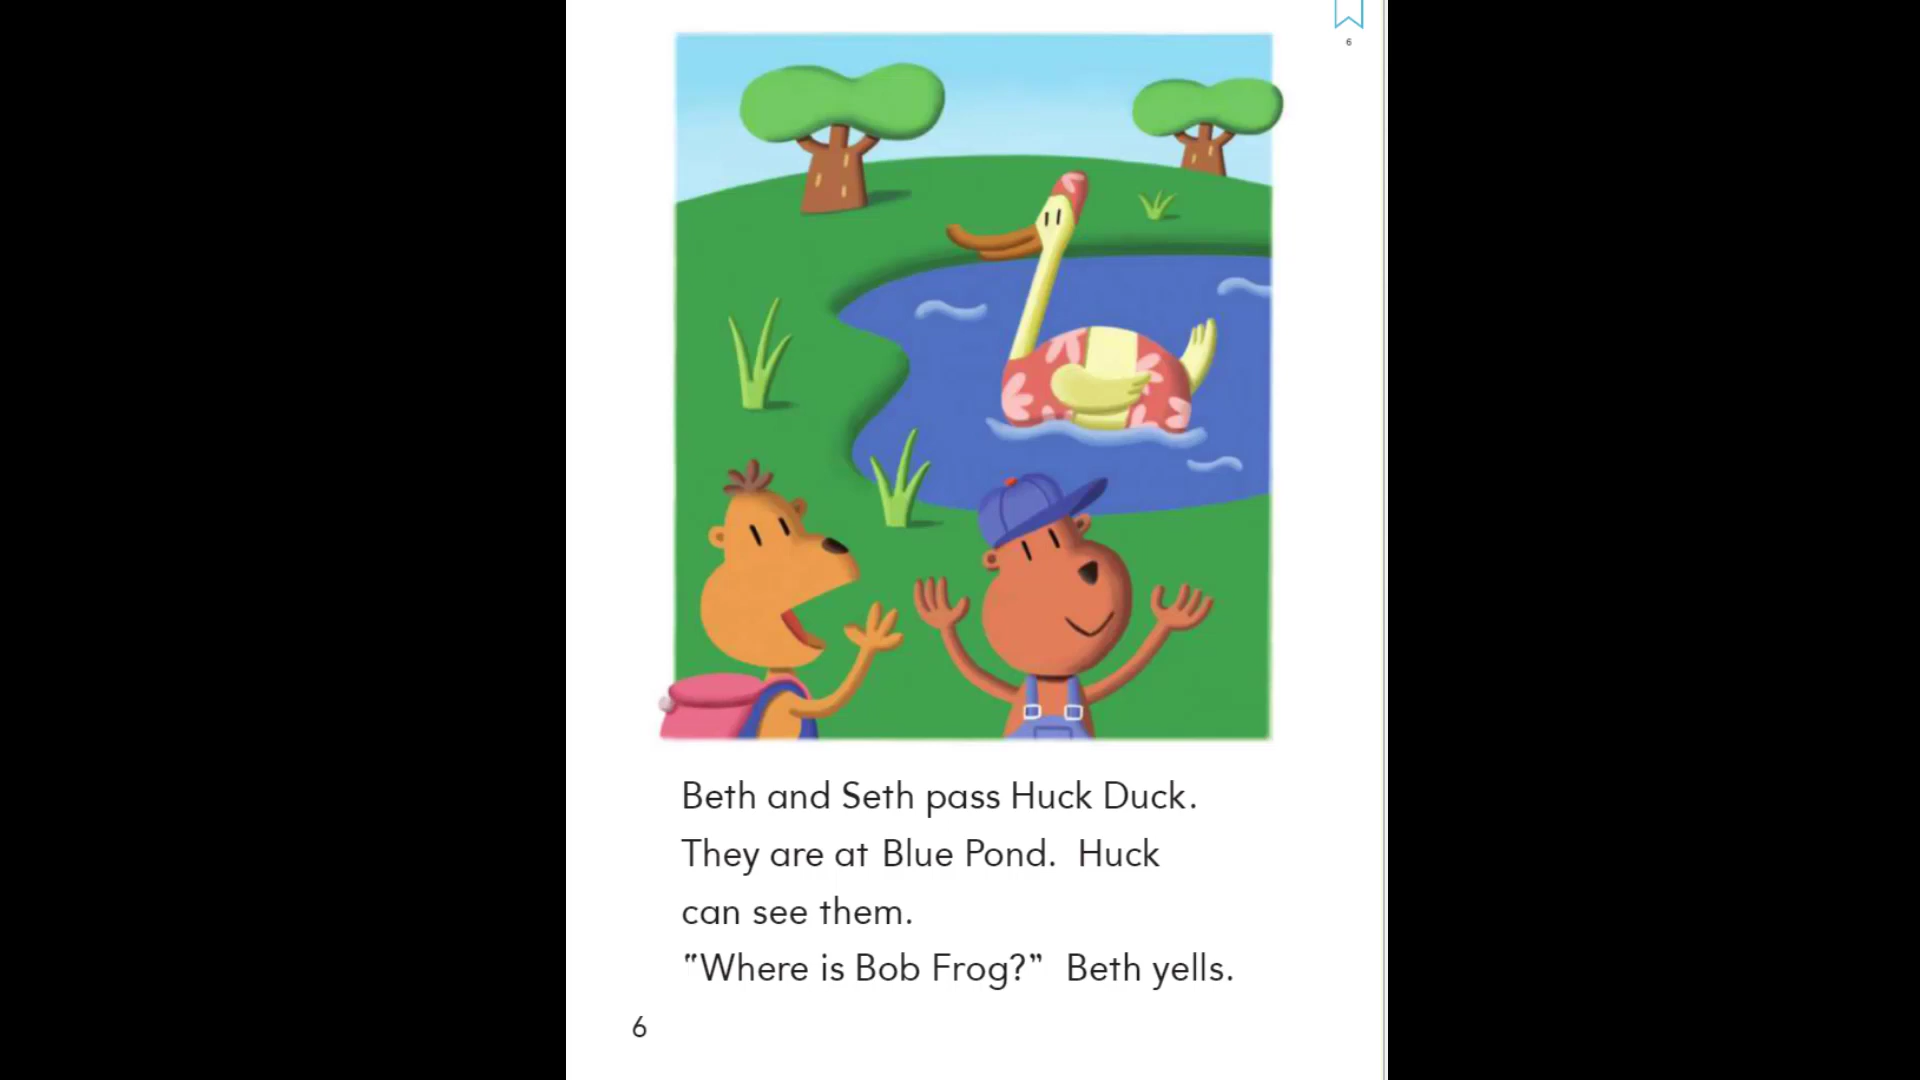 6
Beth and Seth pass Huck Duck.
They are at Blue Pond.  Huck
can see them.
“Where is Bob Frog?”  Beth yells.
6